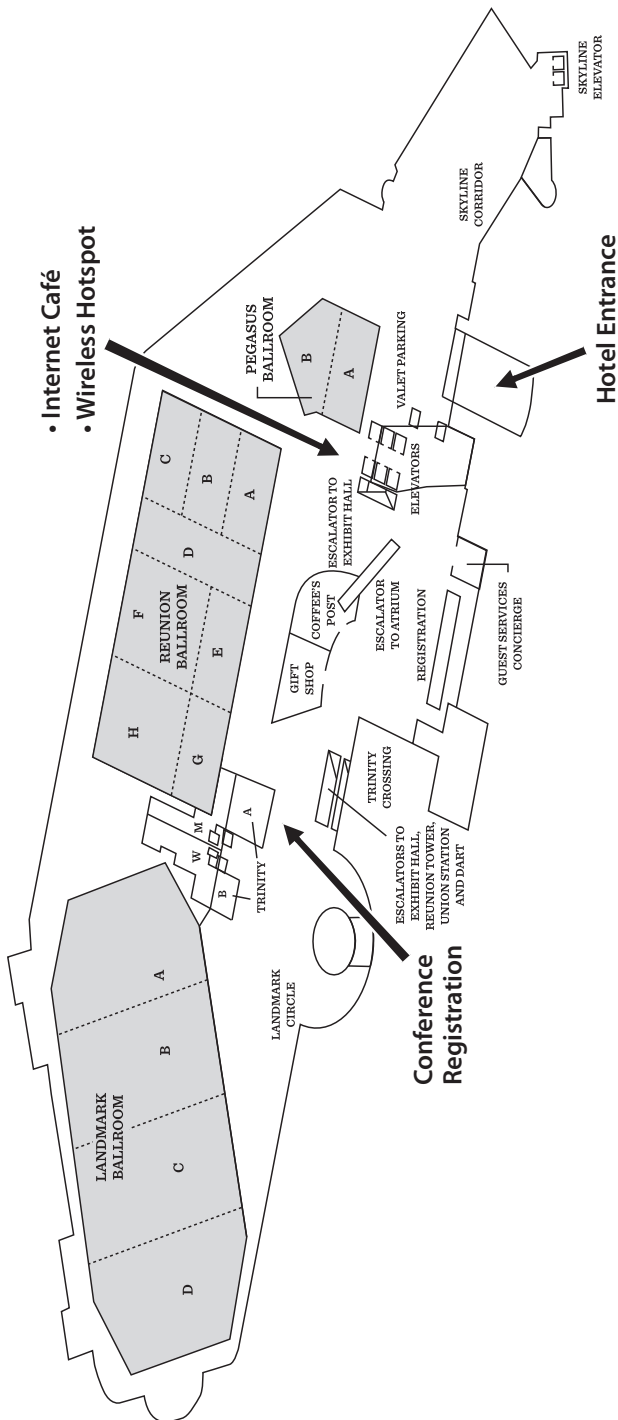 • Internet Café
• Wireless Hotspot
LANDMARK
BALLROOM
D
C
B
A
B
W
M
A
TRINITY
H
G
F
E
REUNION
BALLROOM
D
C
B
A
PEGASUS
BALLROOM
B
A
GIFT
SHOP
COFFEE'S
POST
ESCALATOR TO
EXHIBIT HALL
ELEVATORS
VALET PARKING
ESCALATOR
TO ATRIUM
REGISTRATION
GUEST SERVICES
CONCIERGE
LANDMARK
CIRCLE
TRINITY
CROSSING
ESCALATORS TO
EXHIBIT HALL,
REUNION TOWER,
UNION STATION
AND DART
Conference
Registration
Hotel Entrance
SKYLINE
CORRIDOR
SKYLINE
ELEVATOR